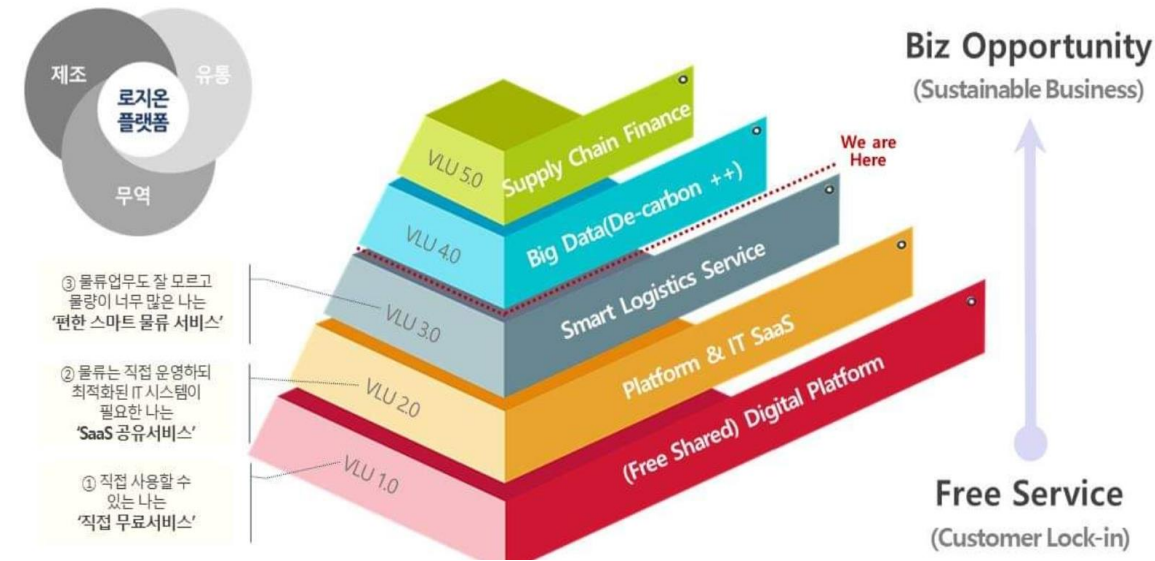 제조
유통
로지온
플랫폼
무역
Biz Opportunity
(Sustainable Business)
We are
Here
VLU 5.0
Supply Chain Finance
VLU 4.0
Big Data(De-carbon ++)
VLU 3.0
Smart Logistics Service
VLU 2.0
Platform & IT SaaS
VLU 1.0
(Free Shared) Digital Platform
③ 물류업무도 잘 모르고
물량이 너무 많은 나는
‘편한 스마트 물류 서비스’
② 물류는 직접 운영하되
최적화된 IT 시스템이
필요한 나는
‘SaaS 공유서비스’
① 직접 사용할 수
있는 나는
‘직접 무료서비스’
Free Service
(Customer Lock-in)